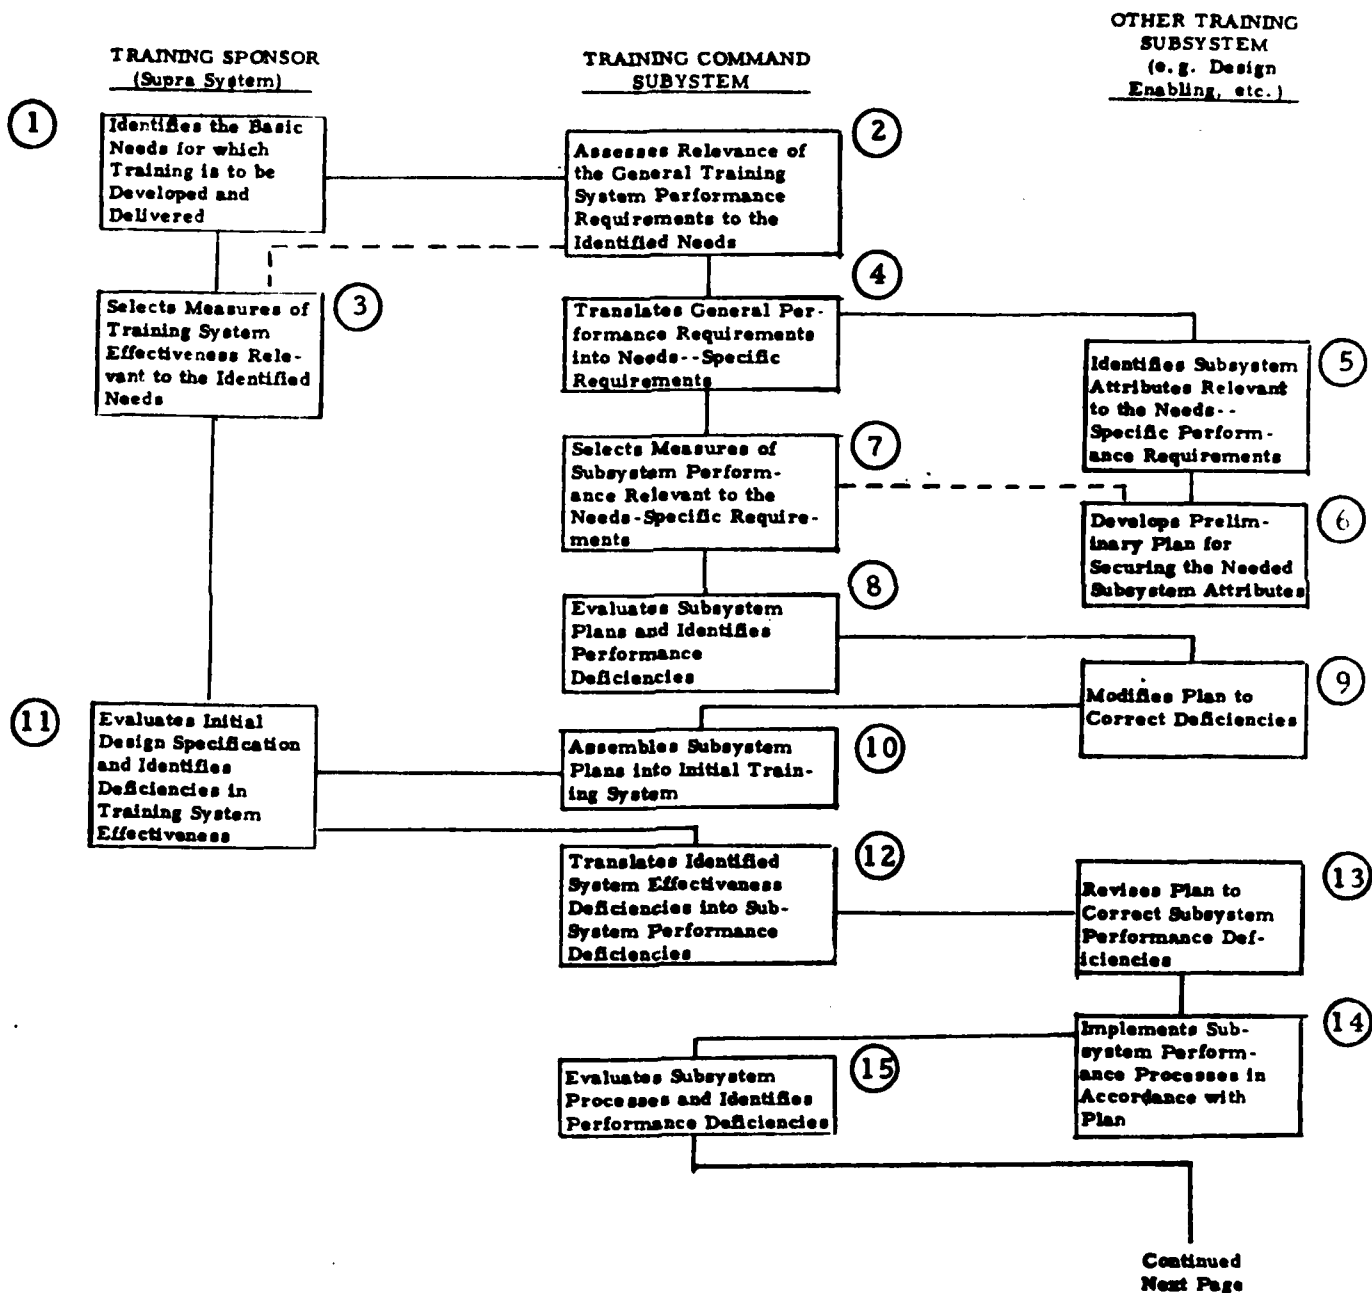 TRAINING SPONSOR
(Supra System)
TRAINING COMMAND
SUBYSTEM
OTHER TRAINING
SUBSYSTEM
(e.g. Design
Enabling, etc.)
1
Identifies the Basic
Needs for which
Training is to be
Developed and
Delivered
2
Assesses Relevance of
the General Training
System Performance
Requirements to the
Identified Needs
3
Selects Measures of
Training System
Effectiveness Rele-
vant to the Identified
Needs
4
Translates General Per-
formance Requirements
into Needs--Specific
Requirements
5
Identifies Subsystem
Attributes Relevant
to the Needs--
Specific Perform-
ance Requirements
6
Develops Prelim-
inary Plan for
Securing the Needed
Subsystem Attributes
7
Selects Measures of
Subsystem Perform-
ance Relevant to the
Needs-Specific Require-
ments
8
Evaluates Subsystem
Plans and Identifies
Performance
Deficiencies
9
Modifies Plan to
Correct Deficiencies
10
Assembles Subsystem
Plans into Initial Train-
ing System
11
Evaluates Initial
Design Specification
and Identifies
Deficiencies in
Training System
Effectiveness
12
Translates Identified
System Effectiveness
Deficiencies into Sub-
System Performance
Deficiencies
13
Revises Plan to
Correct Subsystem
Performance Def-
iciencies
14
Implements Sub-
system Perform-
ance Processes in
Accordance with
Plan
15
Evaluates Subsystem
Processes and Identifies
Performance Deficiencies
Continued
Next Page